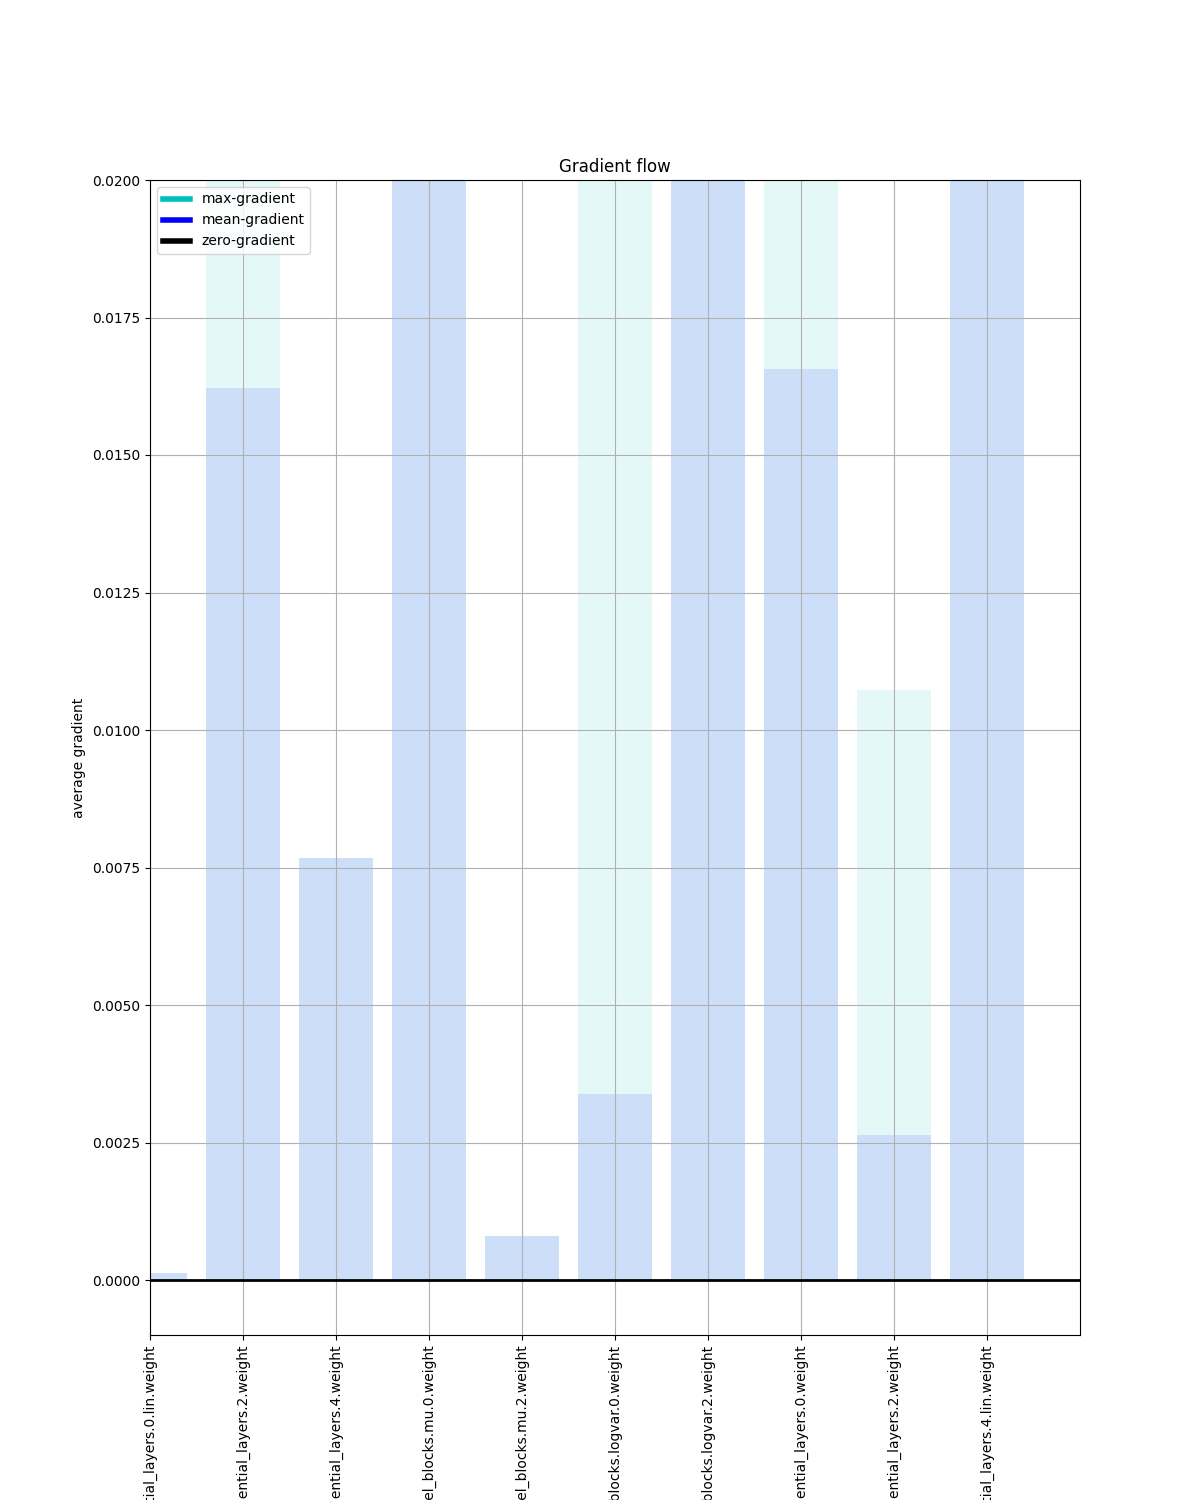 Gradient flow
max-gradient
mean-gradient
zero-gradient
0.0200
0.0175
0.0150
0.0125
0.0100
0.0075
0.0050
0.0025
0.0000
average gradient
tial_layers.0.lin.weight
ential_layers.2.weight
ential_layers.4.weight
el_blocks.mu.0.weight
el_blocks.mu.2.weight
blocks.logvar.0.weight
blocks.logvar.2.weight
ential_layers.0.weight
ential_layers.2.weight
tial_layers.4.lin.weight